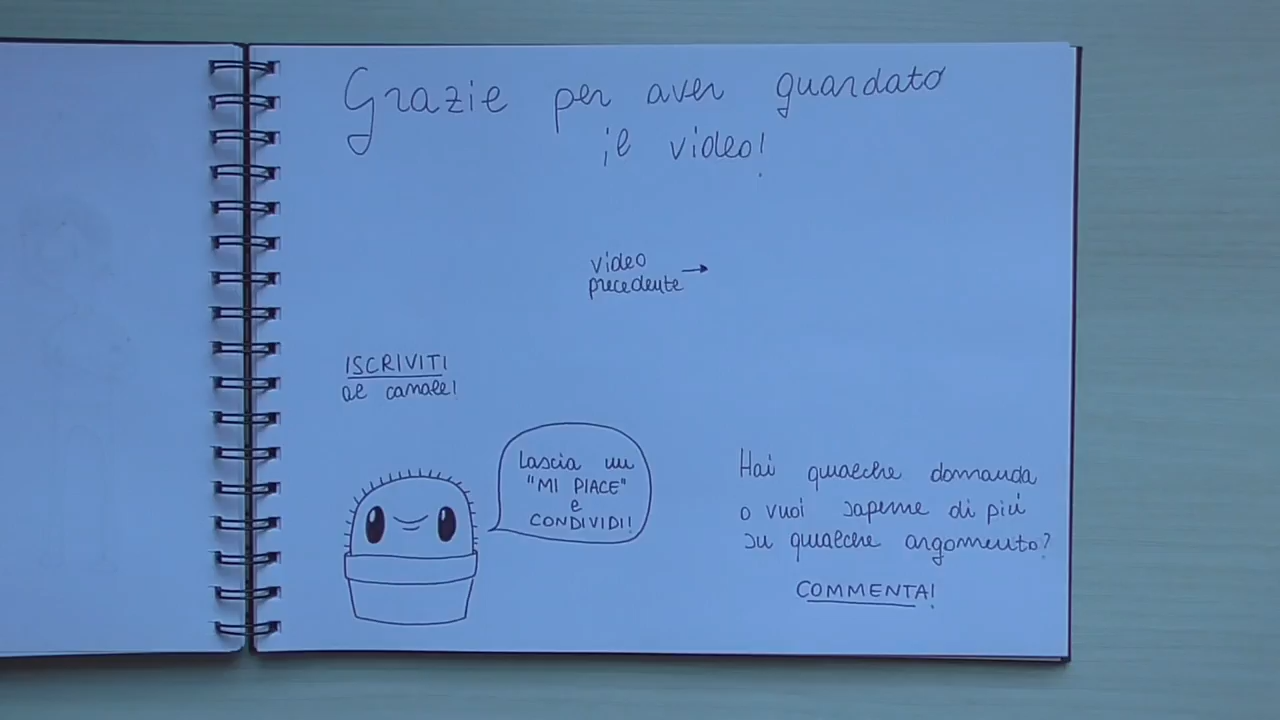 Grazie per aver guardato
il video!
video
precedente →
ISCRIVITI
al canale!
Lascia un
"MI PIACE"
e
CONDIVIDI!
Hai qualche domanda
o vuoi saperne di più
su qualche argomento?
COMMENTA!